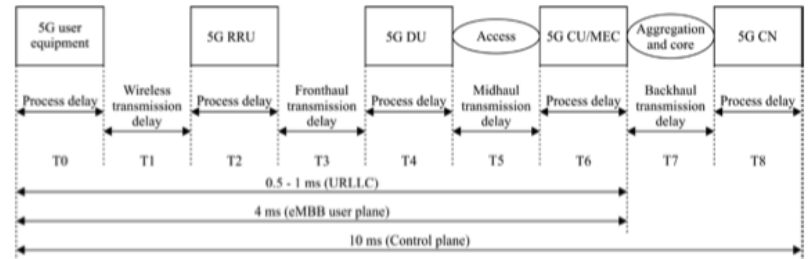 5G user
equipment
5G RRU
5G DU
Access
5G CU/MEC
Aggregation
and core
5G CN
Process delay
Wireless
transmission
delay
Process delay
Fronthaul
transmission
delay
Process delay
Midhaul
transmission
delay
Process delay
Backhaul
transmission
delay
Process delay
T0 T1 T2 T3 T4 T5 T6 T7 T8
0.5 - 1 ms (URLLC)
4 ms (eMBB user plane)
10 ms (Control plane)